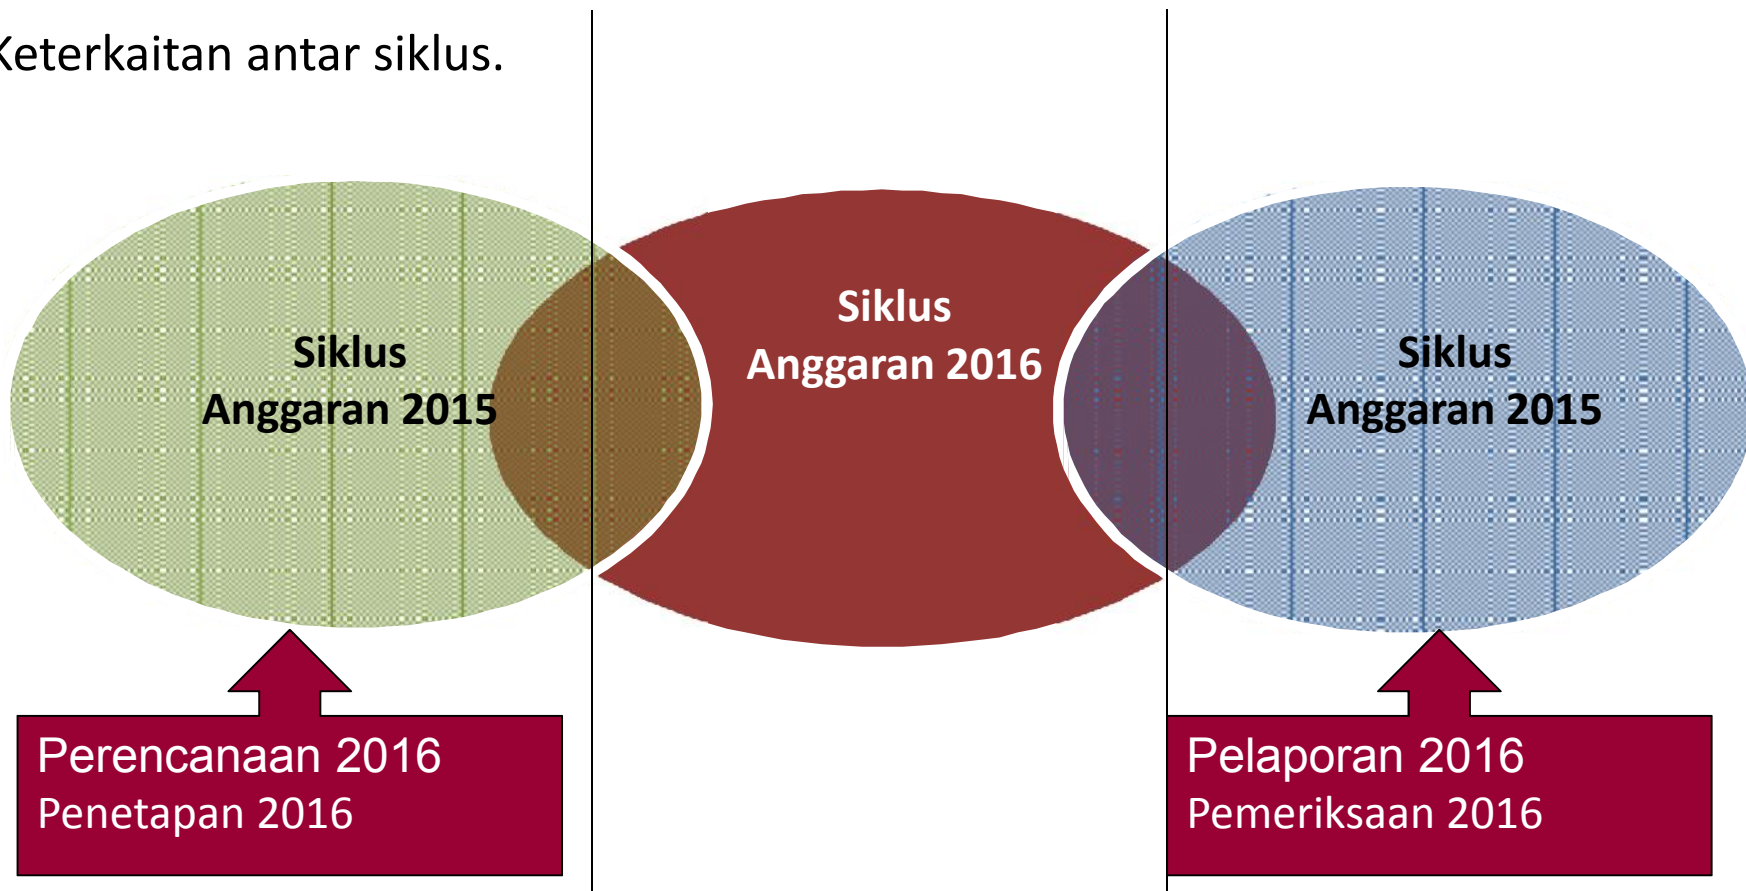 Keterkaitan antar siklus.
Siklus
Anggaran 2015
Siklus
Anggaran 2016
Siklus
Anggaran 2015
Perencanaan 2016
Penetapan 2016
Pelaporan 2016
Pemeriksaan 2016